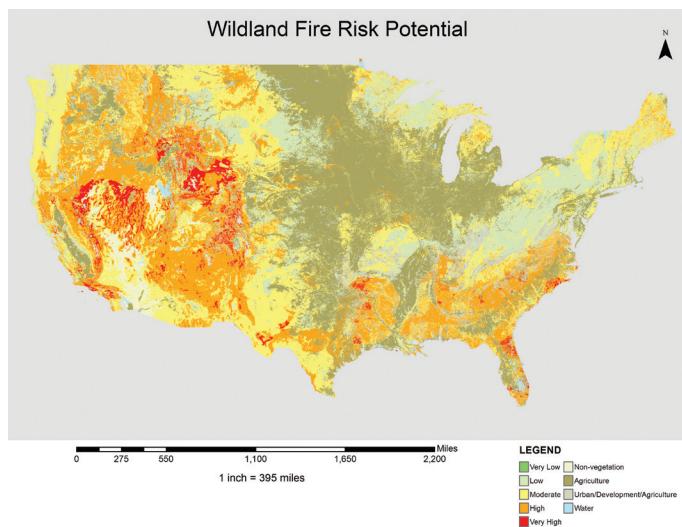 Wildland Fire Risk Potential
N
Miles
0 275 550 1,100 1,650 2,200
1 inch = 395 miles
LEGEND
Very Low Non-vegetation
Low Agriculture
Moderate Urban/Development/Agriculture
High Water
Very High